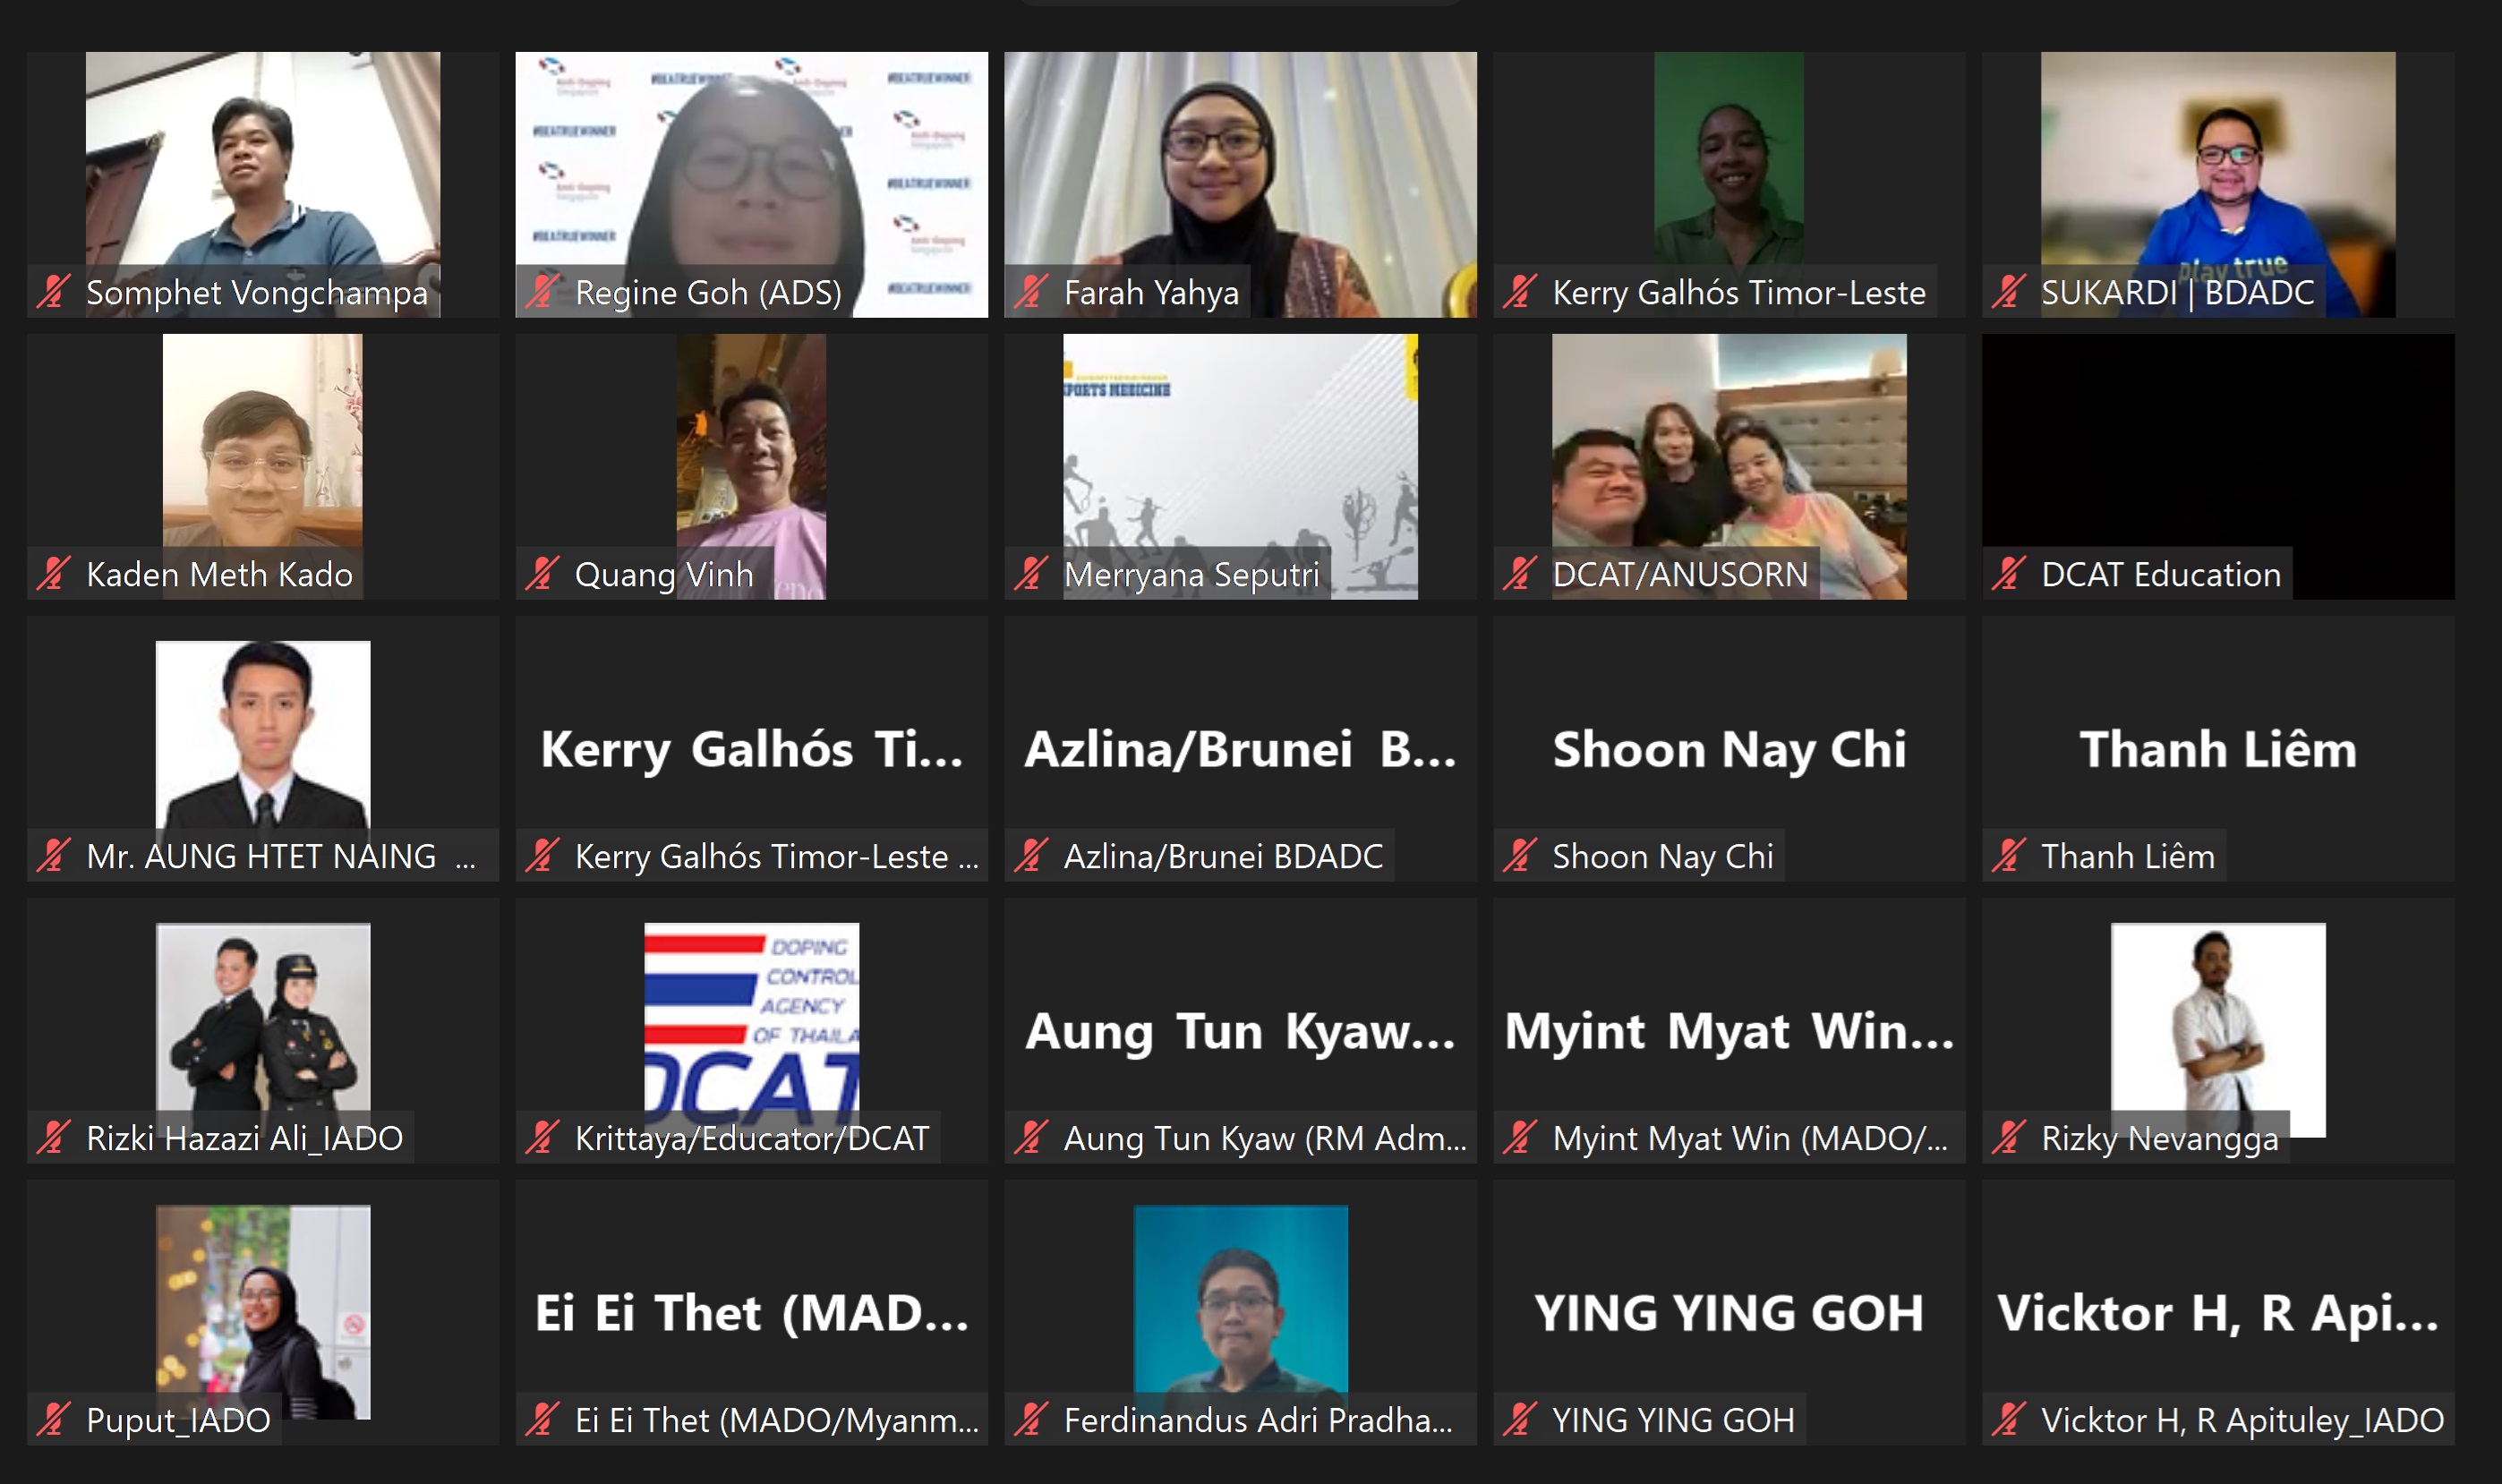 #BEATRUEWINNER
Anti-Doping
Singapore
#BEATRUEWINNER
#BEATRUEWINNER
#BEATRUEWINNER
#BEATRUEWINNER
#BEATRUEWINNER
Play true
Somphet Vongchampa
Regine Goh (ADS)
Farah Yahya
Kerry Galhós Timor-Leste
SUKARDI | BDADC
SPORTS MEDICINE
Kaden Meth Kado
Quang Vinh
Merryana Seputri
DCAT/ANUSORN
DCAT Education
Kerry Galhós Ti...
Azlina/Brunei B...
Shoon Nay Chi
Thanh Liêm
Mr. AUNG HTET NAING ...
Kerry Galhós Timor-Leste ...
Azlina/Brunei BDADC
Shoon Nay Chi
Thanh Liêm
DOPING
CONTROL
AGENCY
OF THAILA
DCAT
Aung Tun Kyaw...
Myint Myat Win...
Rizki Hazazi Ali_IADO
Krittaya/Educator/DCAT
Aung Tun Kyaw (RM Adm...
Myint Myat Win (MADO/...
Rizky Nevangga
Ei Ei Thet (MAD...
YING YING GOH
Vicktor H, R Api...
Puput_IADO
Ei Ei Thet (MADO/Myanm...
Ferdinandus Adri Pradha...
YING YING GOH
Vicktor H, R Apituley_IADO